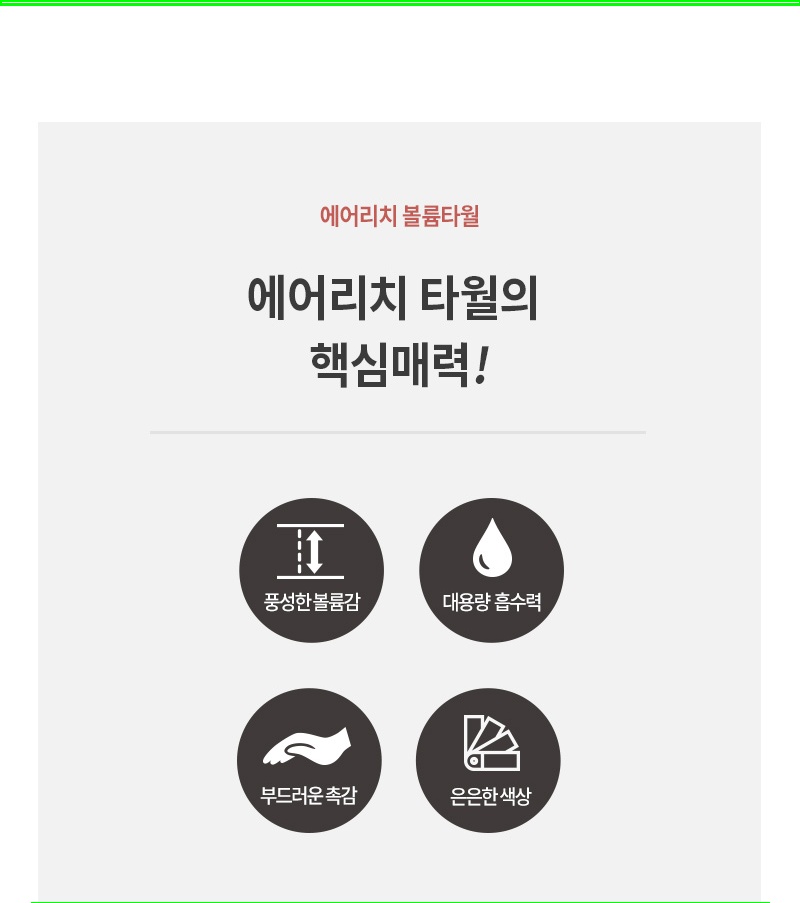 에어리치 볼륨타월
에어리치 타월의
핵심매력!
풍성한 볼륨감
대용량 흡수력
부드러운 촉감
은은한 색상